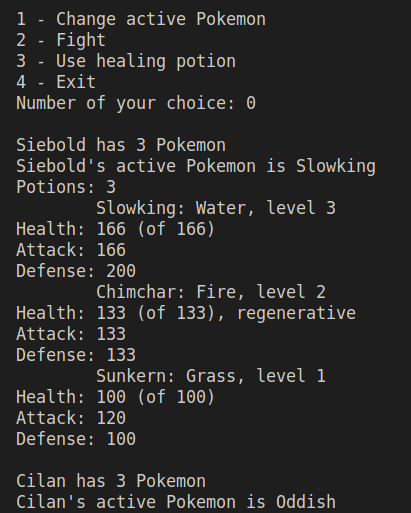 1 - Change active Pokemon
2 - Fight
3 - Use healing potion
4 - Exit
Number of your choice: 0

Siebold has 3 Pokemon
Siebold's active Pokemon is Slowking
Potions: 3
        Slowking: Water, level 3
Health: 166 (of 166)
Attack: 166
Defense: 200
        Chimchar: Fire, level 2
Health: 133 (of 133), regenerative
Attack: 133
Defense: 133
        Sunkern: Grass, level 1
Health: 100 (of 100)
Attack: 120
Defense: 100

Cilan has 3 Pokemon
Cilan's active Pokemon is Oddish